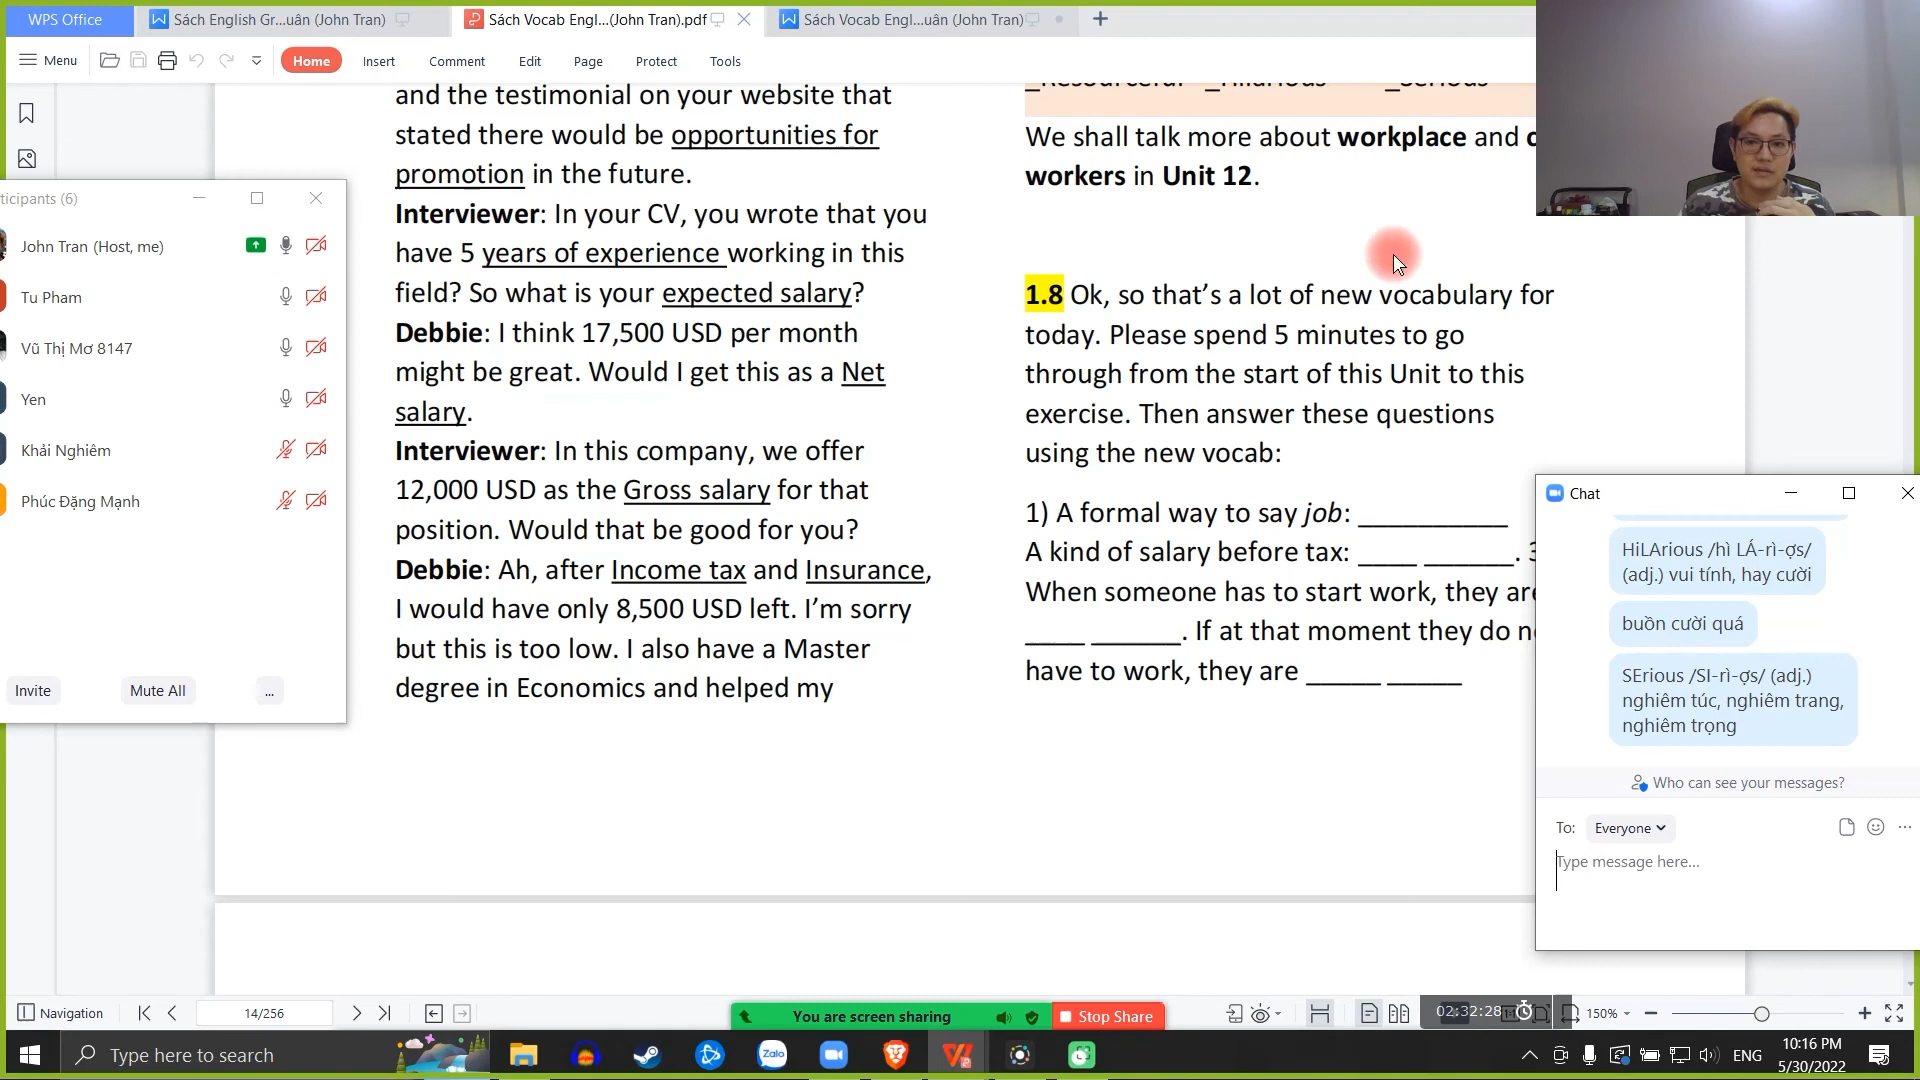 WPS Office
Sách English Gr...uân (John Tran)
Sách Vocab Engl...(John Tran).pdf
Sách Vocab Engl...uân (John Tran)
Menu
Home
Insert
Comment
Edit
Page
Protect
Tools
and the testimonial on your website that
stated there would be opportunities for
promotion in the future.
Interviewer: In your CV, you wrote that you
have 5 years of experience working in this
field? So what is your expected salary?
Debbie: I think 17,500 USD per month
might be great. Would I get this as a Net
salary.
Interviewer: In this company, we offer
12,000 USD as the Gross salary for that
position. Would that be good for you?
Debbie: Ah, after Income tax and Insurance,
I would have only 8,500 USD left. I'm sorry
but this is too low. I also have a Master
degree in Economics and helped my
_Resourceful _Hilarious _Serious
We shall talk more about workplace and
workers in Unit 12.
1.8 Ok, so that's a lot of new vocabulary for
today. Please spend 5 minutes to go
through from the start of this Unit to this
exercise. Then answer these questions
using the new vocab:
1) A formal way to say job: __________
A kind of salary before tax: ____ ______. 3
When someone has to start work, they are
____ ______. If at that moment they do
have to work, they are _____ _____
ticipants (6)
John Tran (Host, me)
Tu Pham
Vũ Thị Mơ 8147
Yen
Khải Nghiêm
Phúc Đặng Mạnh
Invite
Mute All
...
Chat
HiLArious /hì LÁ-rì-ợs/
(adj.) vui tính, hay cười
buồn cười quá
SErious /SI-rì-ợs/ (adj.)
nghiêm túc, nghiêm trang,
nghiêm trọng
Who can see your messages?
To: Everyone
Type message here...
Navigation
14/256
You are screen sharing
Stop Share
02:32:28
150%
Type here to search
Zalo
ENG
10:16 PM
5/30/2022